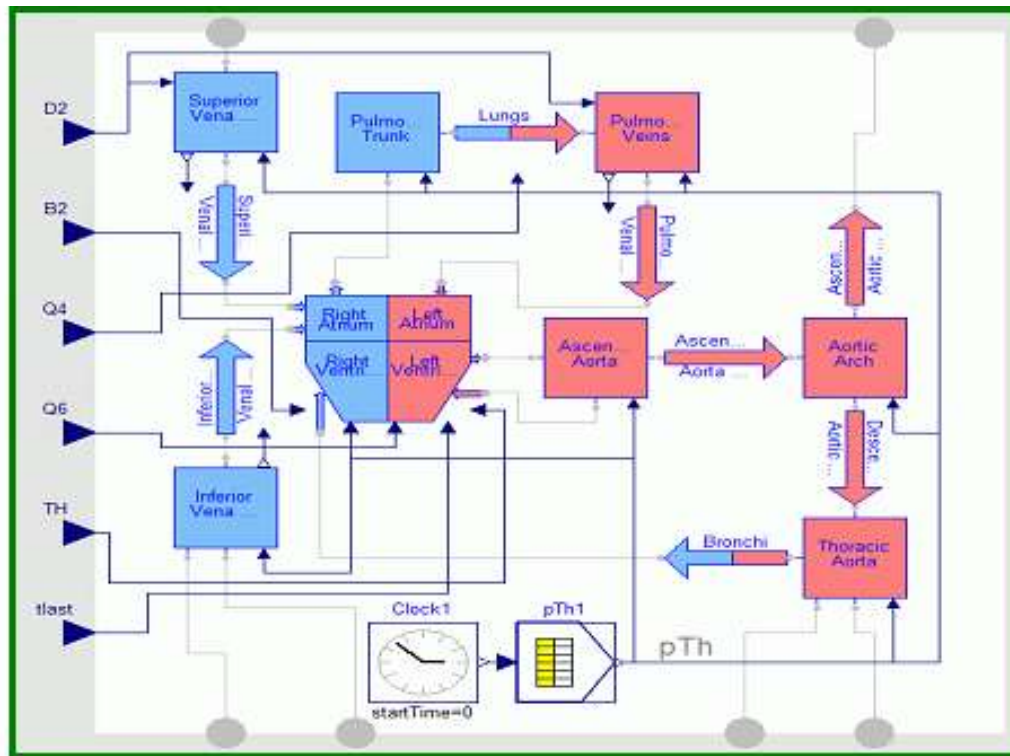 D2
Superior
Vena ...
Pulmo...
Trunk
Lungs
Pulmo...
Veins
B2
Superi...
Venal ...
Pulmo...
Venal ...
Ascen...
Aortic ...
Q4
Right
Atrium
Left
Atrium
Right
Ventri...
Left
Ventri...
Ascen...
Aorta
Ascen...
Aorta ...
Aortic
Arch
Inferior
Venal ...
Q6
Desce...
Aortic...
Inferior
Vena ...
TH
Bronchi
Thoracic
Aorta
tlast
Clock1
pTh1
pTh
startTime=0